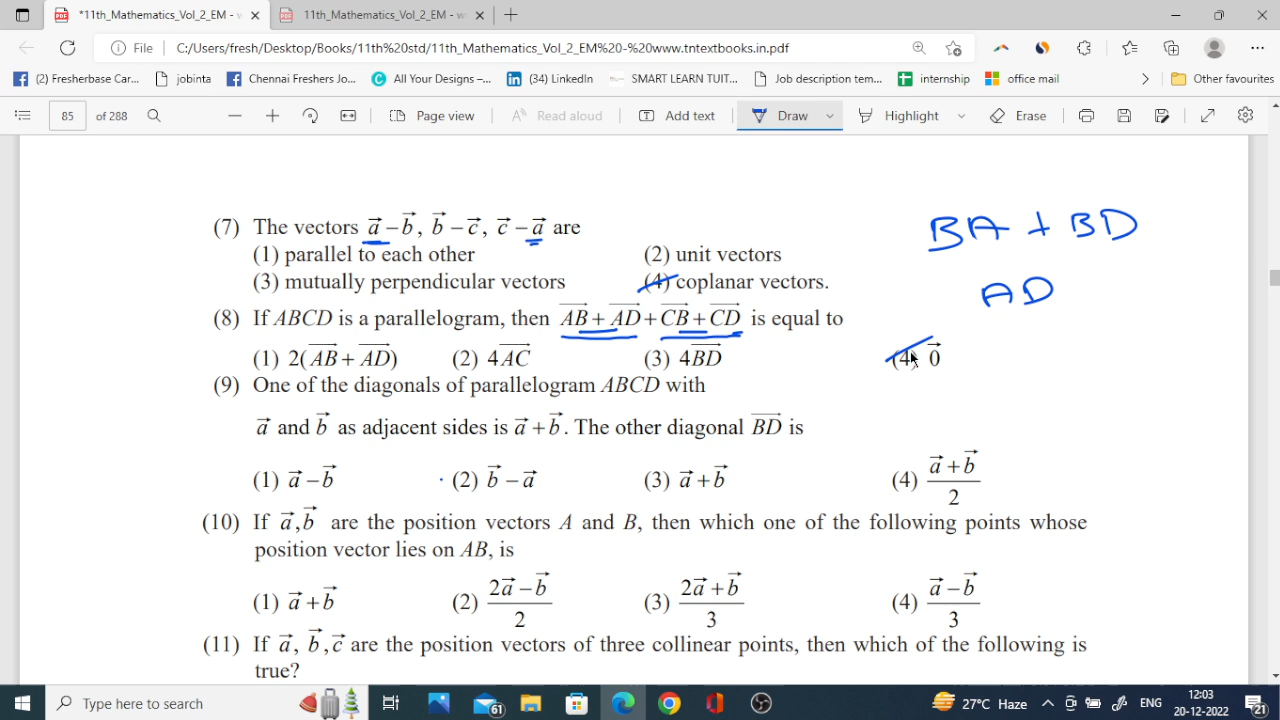 *11th_Mathematics_Vol_2_EM - w
11th_Mathematics_Vol_2_EM - w
File
C:/Users/fresh/Desktop/Books/11th%20std/11th_Mathematics_Vol_2_EM%20-%20www.tntextbooks.in.pdf
(2) Fresherbase Car...
jobinta
Chennai Freshers Jo...
All Your Designs –...
(34) LinkedIn
SMART LEARN TUIT...
Job description tem...
internship
office mail
Other favourites
85 of 288
Page view
Read aloud
Add text
Draw
Highlight
Erase
(7) The vectors a⃗ − b⃗, b⃗ − c⃗, c⃗ − a⃗ are
(1) parallel to each other (2) unit vectors
(3) mutually perpendicular vectors (4) coplanar vectors.
BA + BD
AD
(8) If ABCD is a parallelogram, then AB⃗ + AD⃗ + CB⃗ + CD⃗ is equal to
(1) 2(AB⃗ + AD⃗) (2) 4AC⃗ (3) 4BD⃗ (4) 0⃗
(9) One of the diagonals of parallelogram ABCD with
a⃗ and b⃗ as adjacent sides is a⃗ + b⃗. The other diagonal BD⃗ is
(1) a⃗ − b⃗ (2) b⃗ − a⃗ (3) a⃗ + b⃗ (4) (a⃗ + b⃗)/2
(10) If a⃗, b⃗ are the position vectors A and B, then which one of the following points whose
position vector lies on AB, is
(1) a⃗ + b⃗ (2) (2a⃗ − b⃗)/2 (3) (2a⃗ + b⃗)/3 (4) (a⃗ − b⃗)/3
(11) If a⃗, b⃗, c⃗ are the position vectors of three collinear points, then which of the following is
true?
Type here to search
61
27°C Haze
ENG
12:03
20-12-2022
21